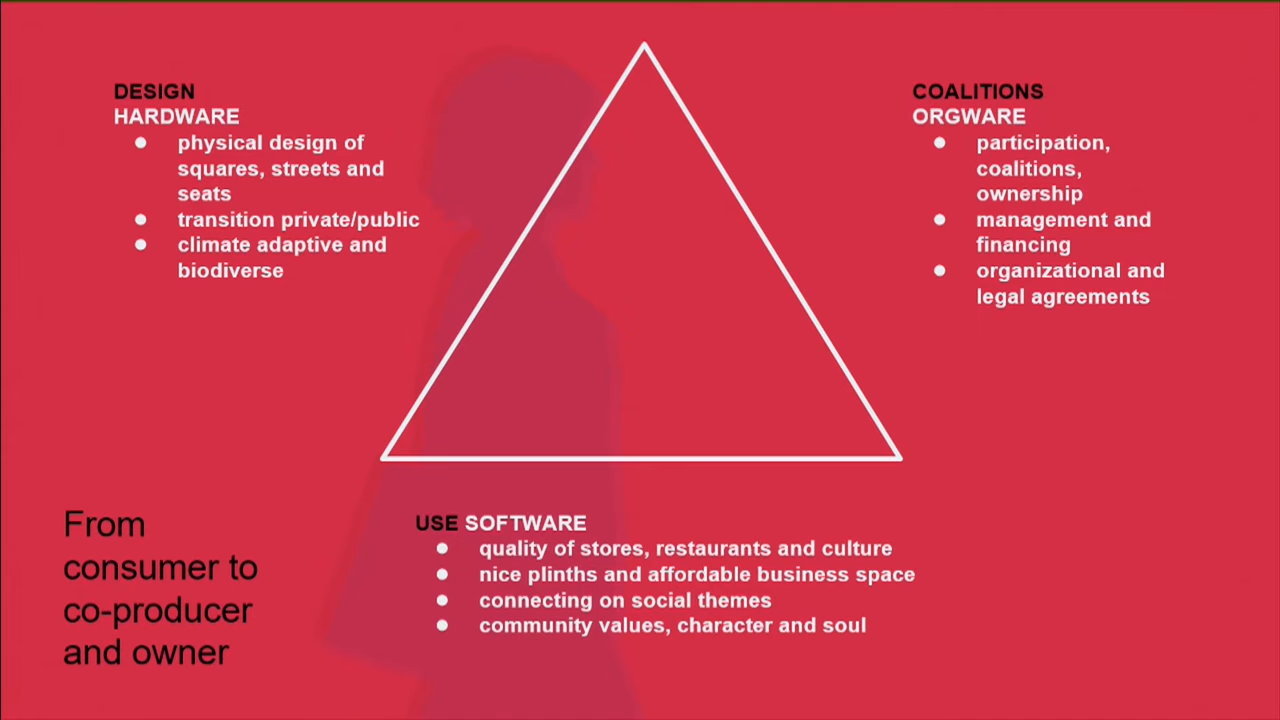 DESIGN
HARDWARE
● physical design of
squares, streets and
seats
● transition private/public
● climate adaptive and
biodiverse
COALITIONS
ORGWARE
● participation,
coalitions,
ownership
● management and
financing
● organizational and
legal agreements
From
consumer to
co-producer
and owner
USE SOFTWARE
● quality of stores, restaurants and culture
● nice plinths and affordable business space
● connecting on social themes
● community values, character and soul